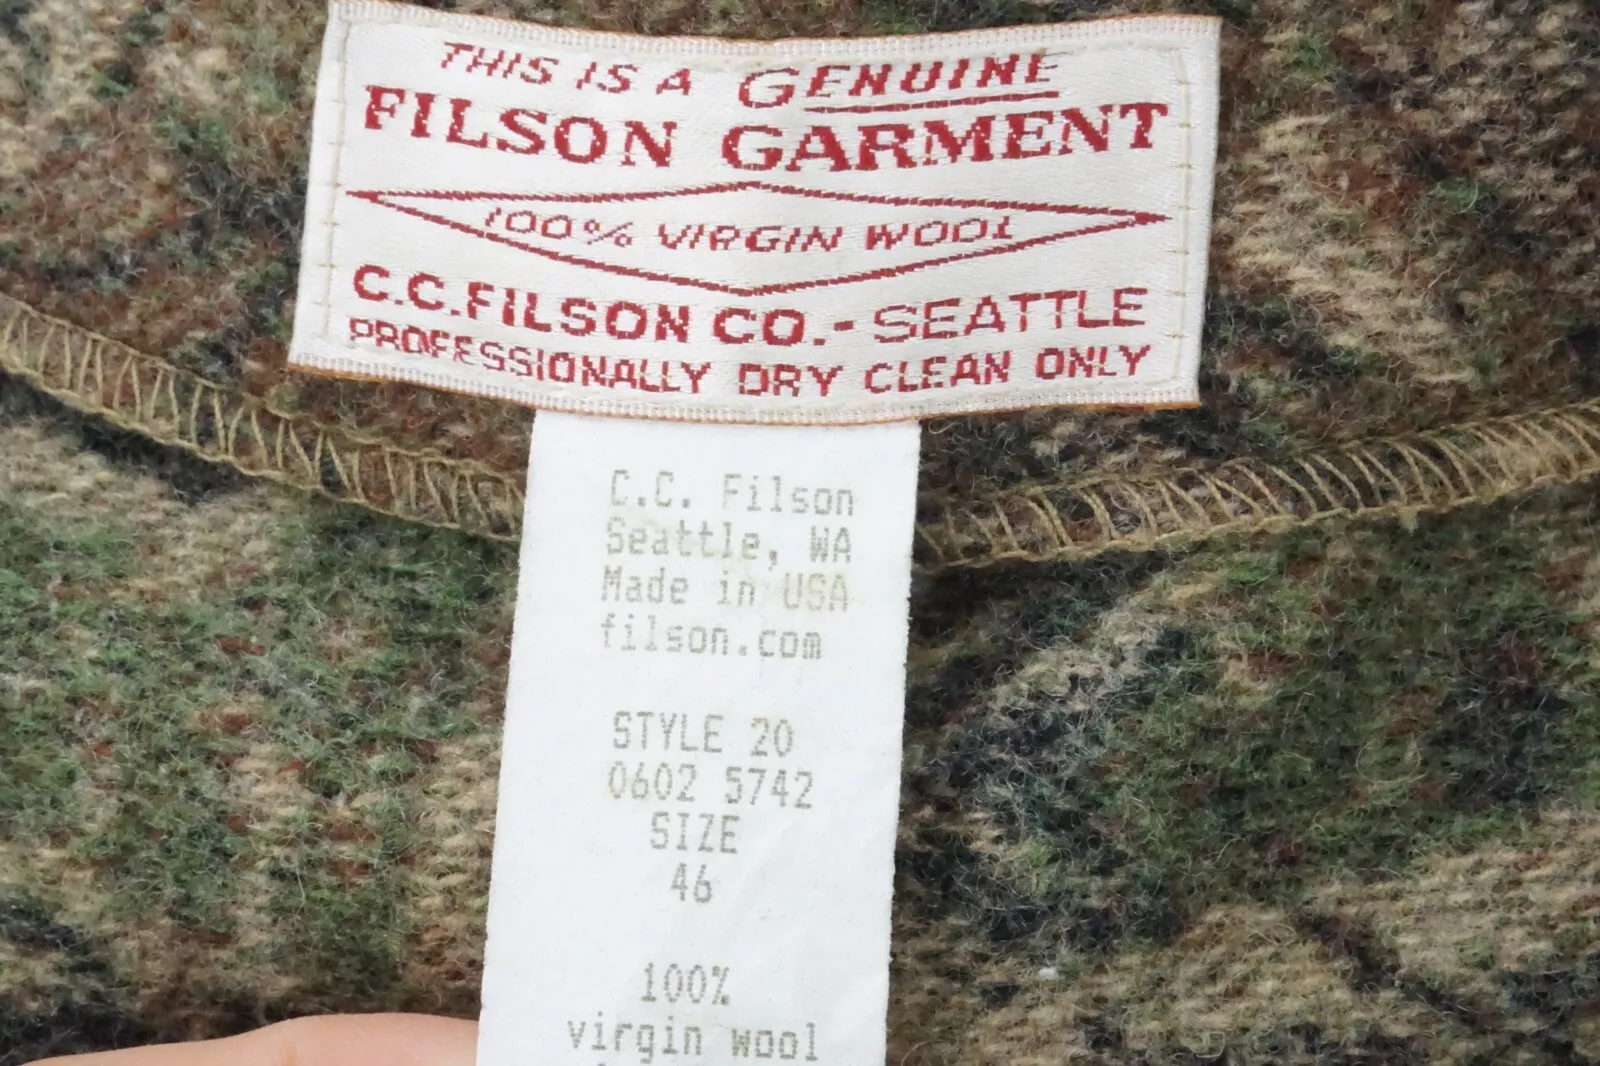 THIS IS A GENUINE
FILSON GARMENT
100% VIRGIN WOOL
C.C.FILSON CO.-SEATTLE
PROFESSIONALLY DRY CLEAN ONLY
C.C. Filson
Seattle, WA
Made in USA
filson.com
STYLE 20
0602 5742
SIZE
46
100%
virgin wool